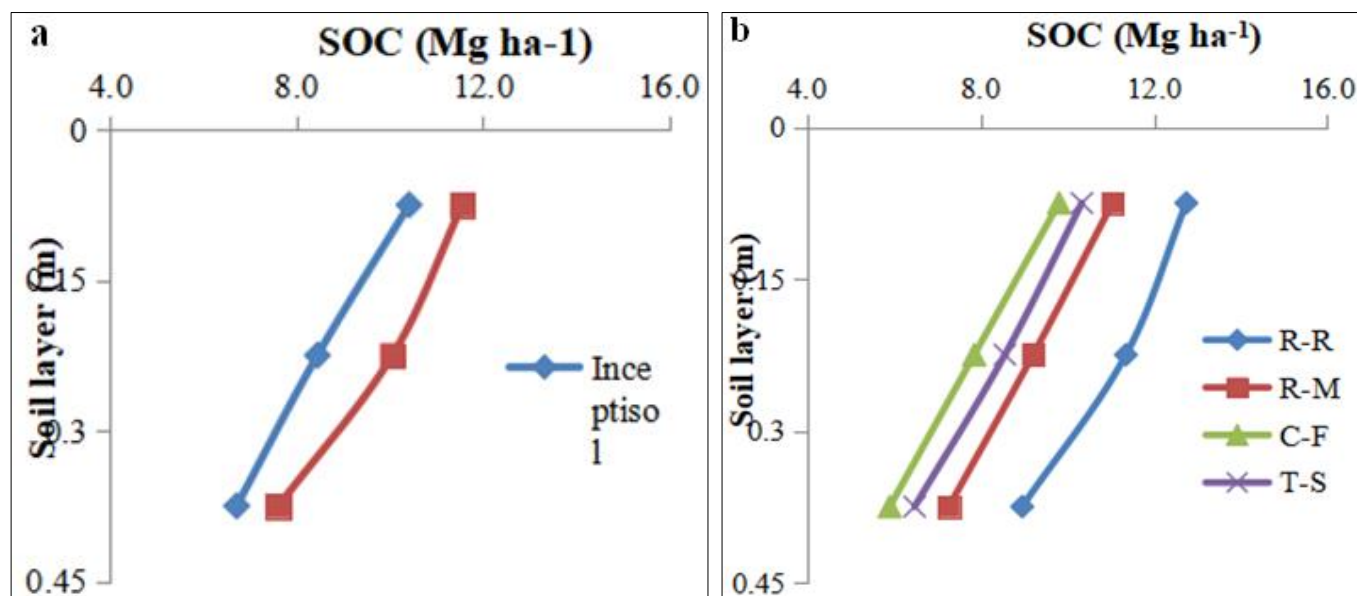 a
SOC (Mg ha-1)
4.0 8.0 12.0 16.0
0
0.15
0.3
0.45
Soil layer (m)
Ince
ptiso
l
b
SOC (Mg ha⁻¹)
4.0 8.0 12.0 16.0
0
0.15
0.3
0.45
Soil layer (m)
R-R
R-M
C-F
T-S